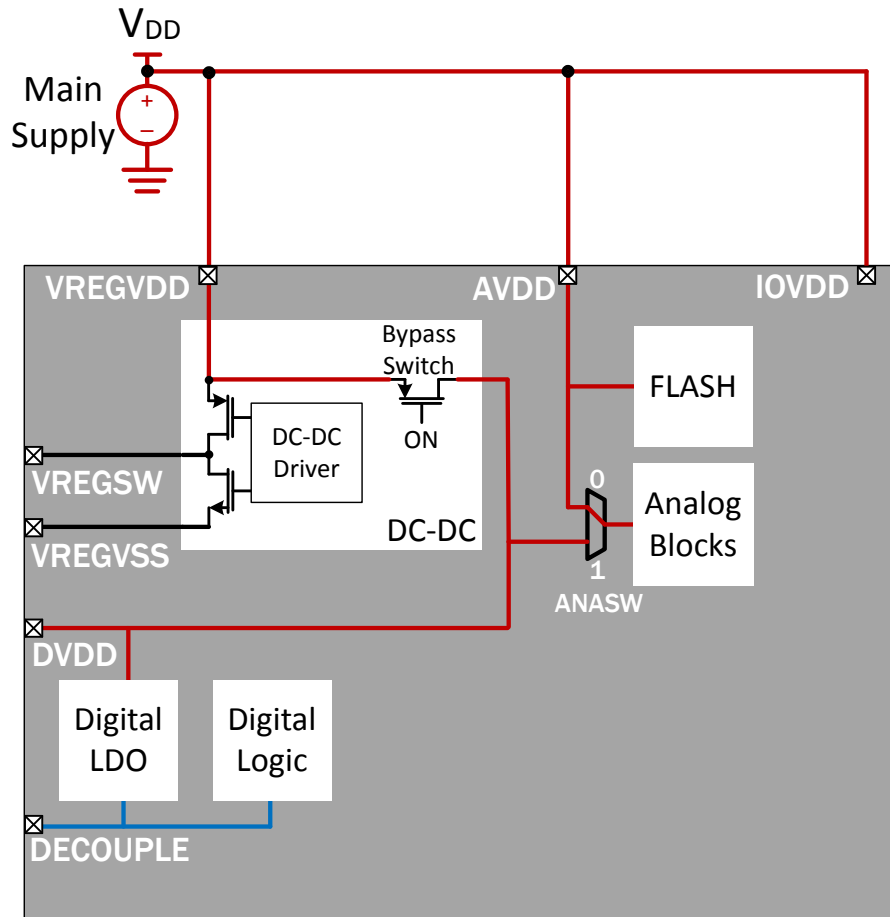 VDD
Main
Supply
+
–
VREGVDD
AVDD
IOVDD
Bypass
Switch
ON
FLASH
DC-DC
Driver
VREGSW
VREGVSS
DC-DC
0
Analog
Blocks
1
ANASW
DVDD
Digital
LDO
Digital
Logic
DECOUPLE